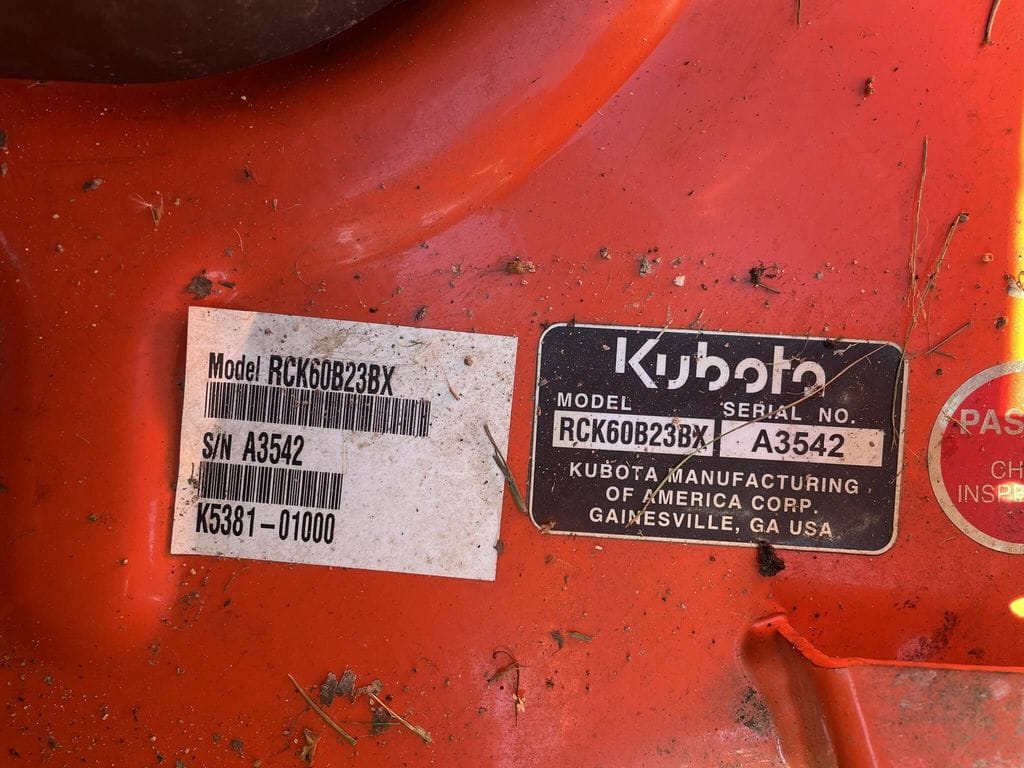 Model RCK60B23BX
S/N A3542
K5381-01000
Kubota
MODEL
SERIAL NO.
RCK60B23BX
A3542
KUBOTA MANUFACTURING
OF AMERICA CORP.
GAINESVILLE, GA USA